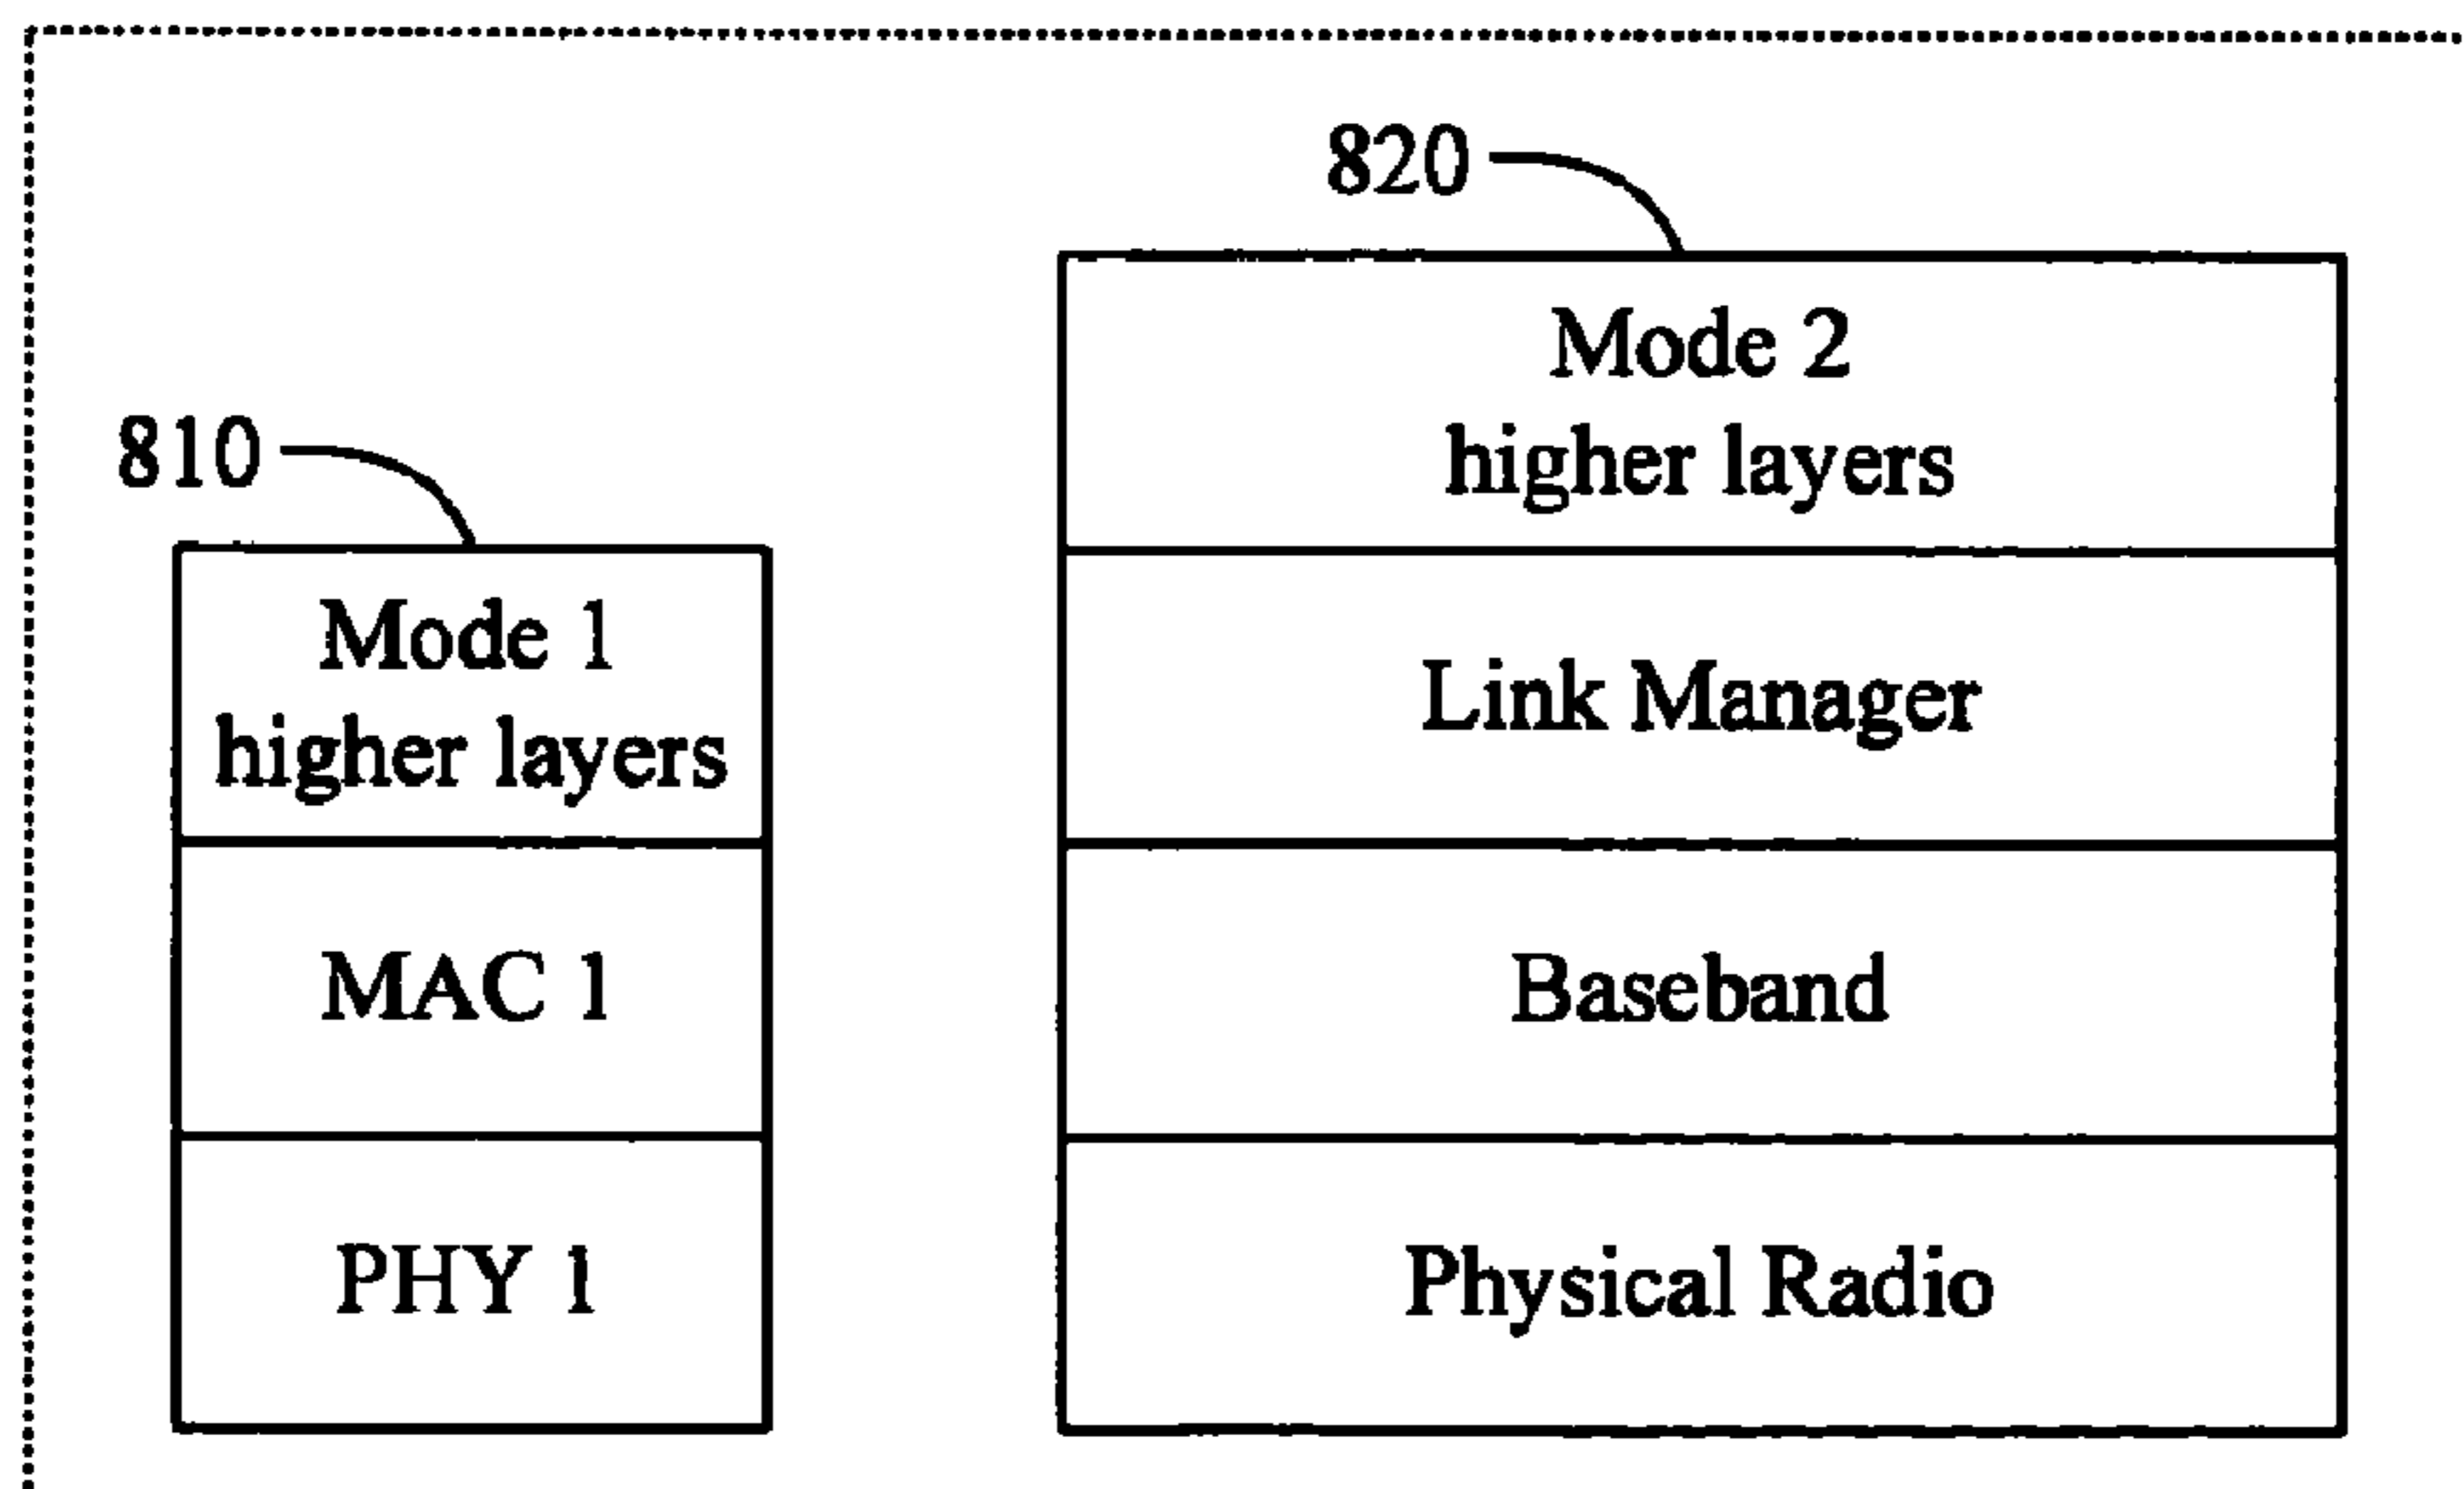 820
Mode 2
higher layers
Link Manager
Baseband
Physical Radio
810
Mode 1
higher layers
MAC 1
PHY 1